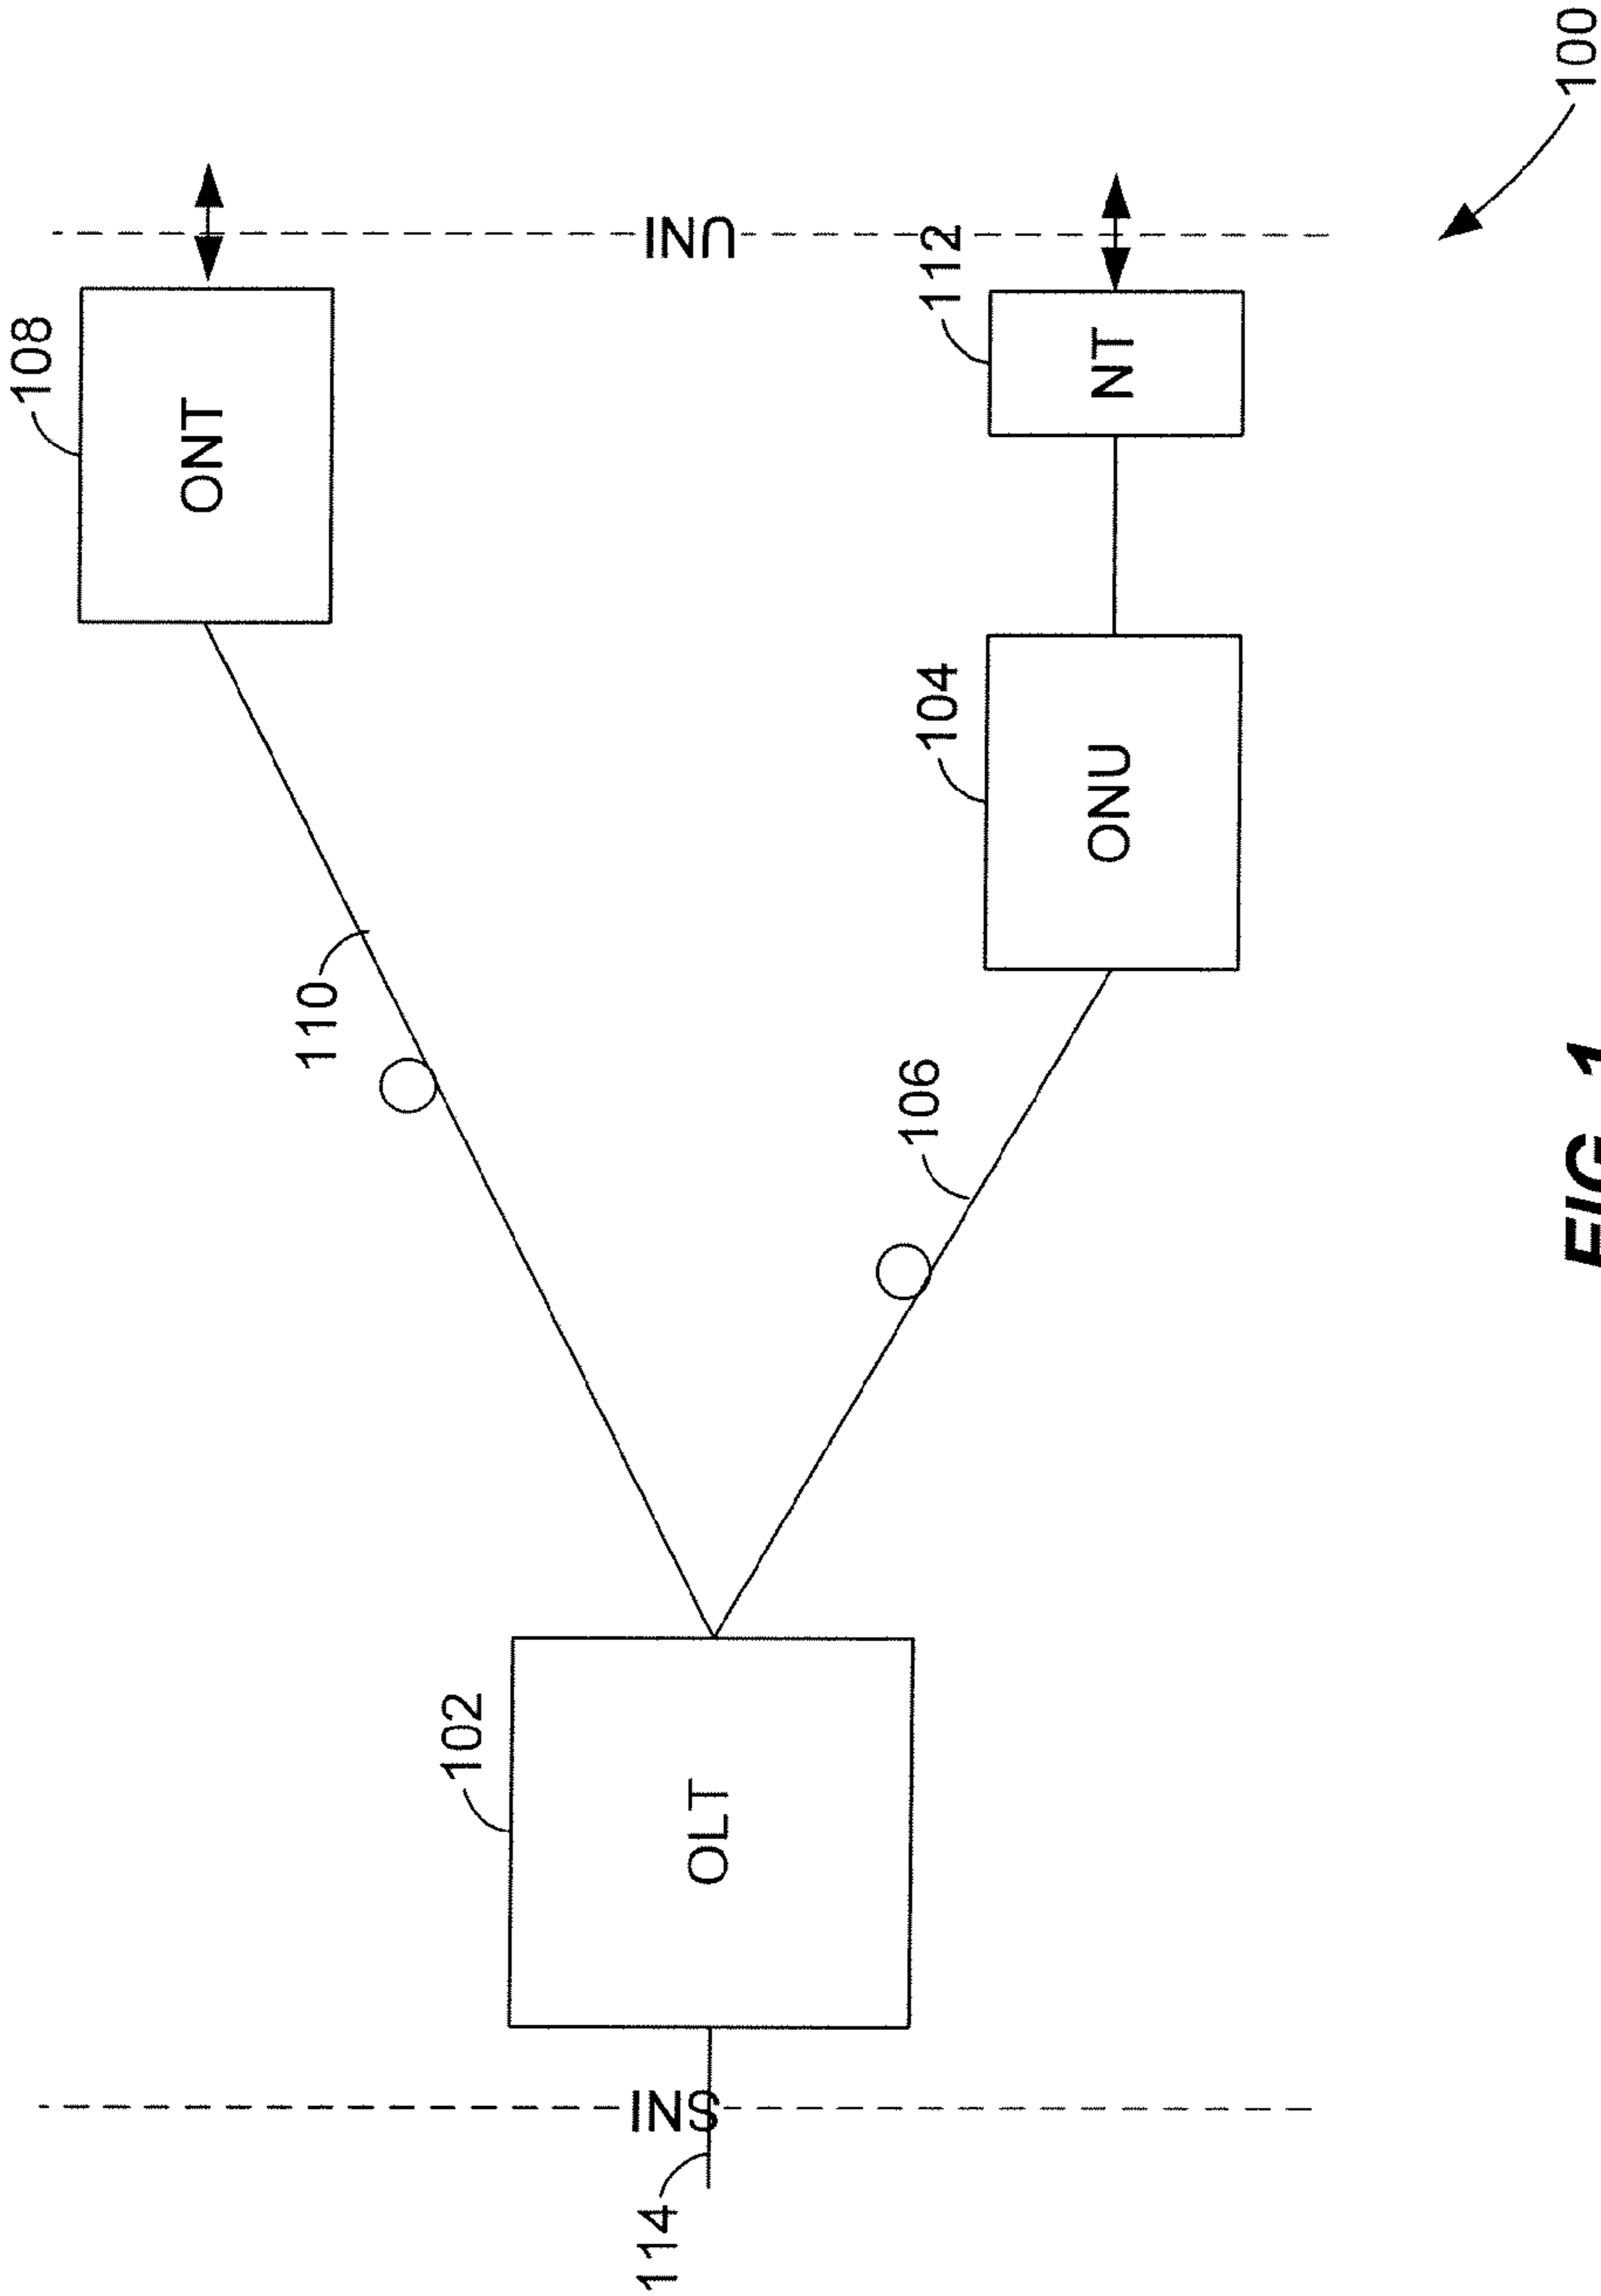 108
ONT
110
UNI
102
OLT
SNI
114
106
104
ONU
112
NT
100
FIG. 1